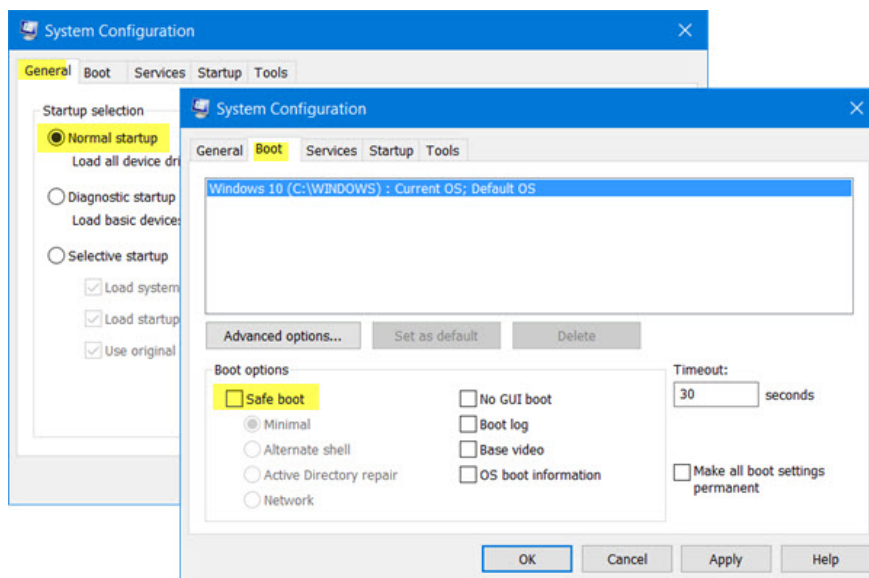 System Configuration
General Boot Services Startup Tools
Startup selection
Normal startup
Load all device dri
Diagnostic startup
Load basic device
Selective startup
Load system
Load startup
Use original
System Configuration
General Boot Services Startup Tools
Windows 10 (C:\WINDOWS) : Current OS; Default OS
Advanced options... Set as default Delete
Boot options
Timeout:
Safe boot No GUI boot 30 seconds
Minimal Boot log
Alternate shell Base video
Active Directory repair OS boot information Make all boot settings
permanent
Network
OK Cancel Apply Help